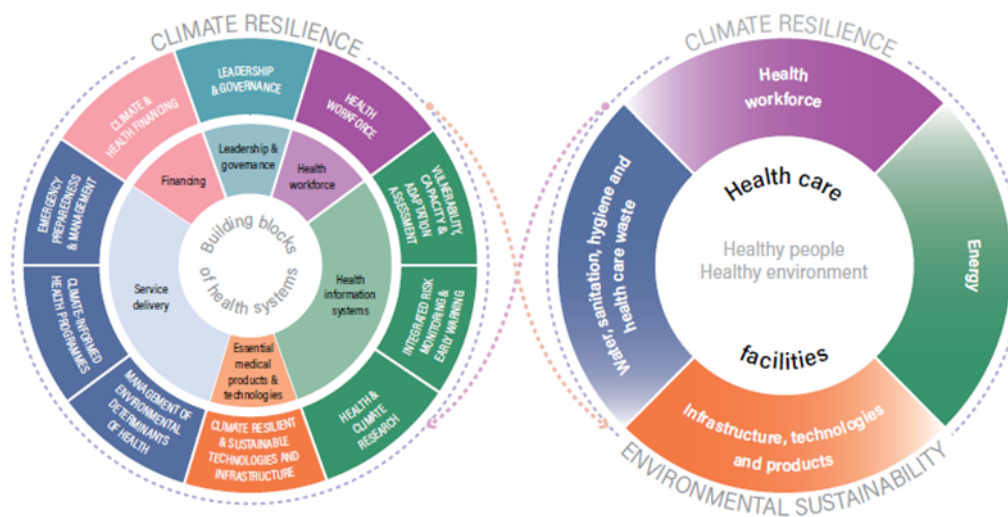 CLIMATE RESILIENCE
LEADERSHIP
& GOVERNANCE
HEALTH
WORKFORCE
VULNERABILITY,
CAPACITY &
ADAPTATION
ASSESSMENT
INTEGRATED RISK
MONITORING &
EARLY WARNING
HEALTH &
CLIMATE
RESEARCH
CLIMATE RESILIENT
& SUSTAINABLE
TECHNOLOGIES AND
INFRASTRUCTURE
MANAGEMENT OF
ENVIRONMENTAL
DETERMINANTS
OF HEALTH
CLIMATE-INFORMED
HEALTH PROGRAMMES
EMERGENCY
PREPAREDNESS
& MANAGEMENT
CLIMATE &
HEALTH FINANCING
Leadership &
governance
Health
workforce
Health
information
systems
Essential
medical
products &
technologies
Service
delivery
Financing
Building blocks
of health systems
CLIMATE RESILIENCE
Health
workforce
Energy
Infrastructure, technologies
and products
Water, sanitation, hygiene and
health care waste
Health care
Healthy people
Healthy environment
facilities
ENVIRONMENTAL SUSTAINABILITY